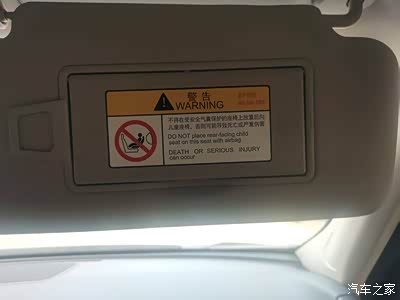 警告
WARNING
不得在受安全气囊保护的座椅上放置后向
儿童座椅，否则可能导致死亡或严重伤害
DO NOT place rear-facing child
seat on this seat with airbag
DEATH OR SERIOUS INJURY
can occur
汽车之家